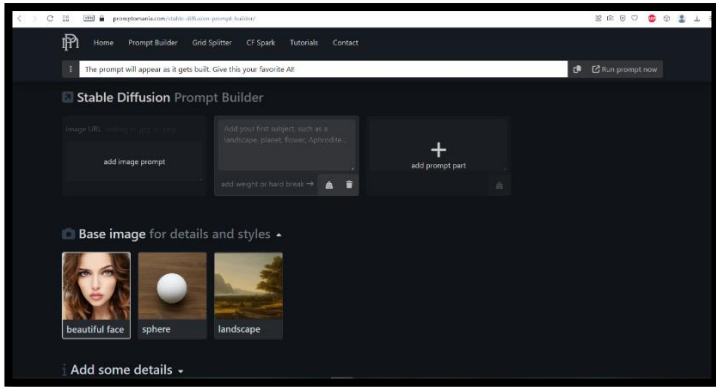 promptomania.com/stable-diffusion-prompt-builder/
Home Prompt Builder Grid Splitter CF Spark Tutorials Contact
The prompt will appear as it gets built. Give this your favorite AI!
Run prompt now
Stable Diffusion Prompt Builder
Image URL
add image prompt
Add your first subject, such as a
landscape, planet, flower, Aphrodite...
add weight or hard break →
add prompt part
Base image for details and styles
beautiful face
sphere
landscape
Add some details